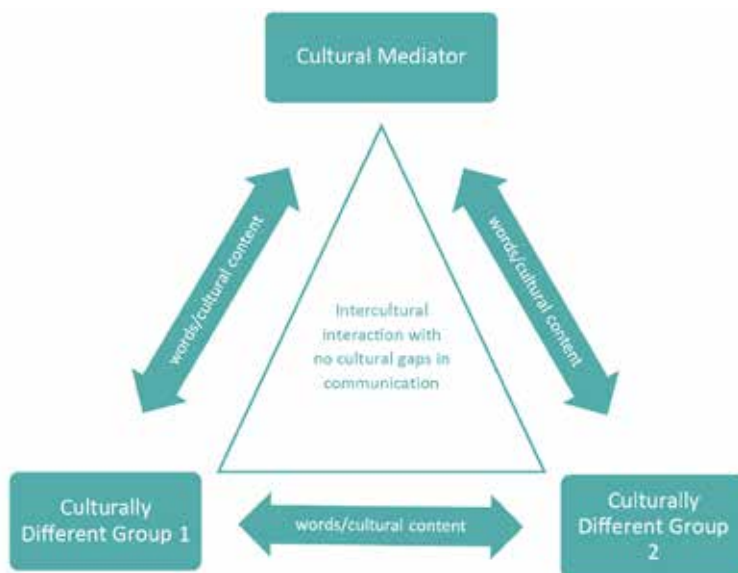 Cultural Mediator
words/cultural content
words/cultural content
Intercultural
interaction with
no cultural gaps in
communication
Culturally
Different Group 1
words/cultural content
Culturally
Different Group
2